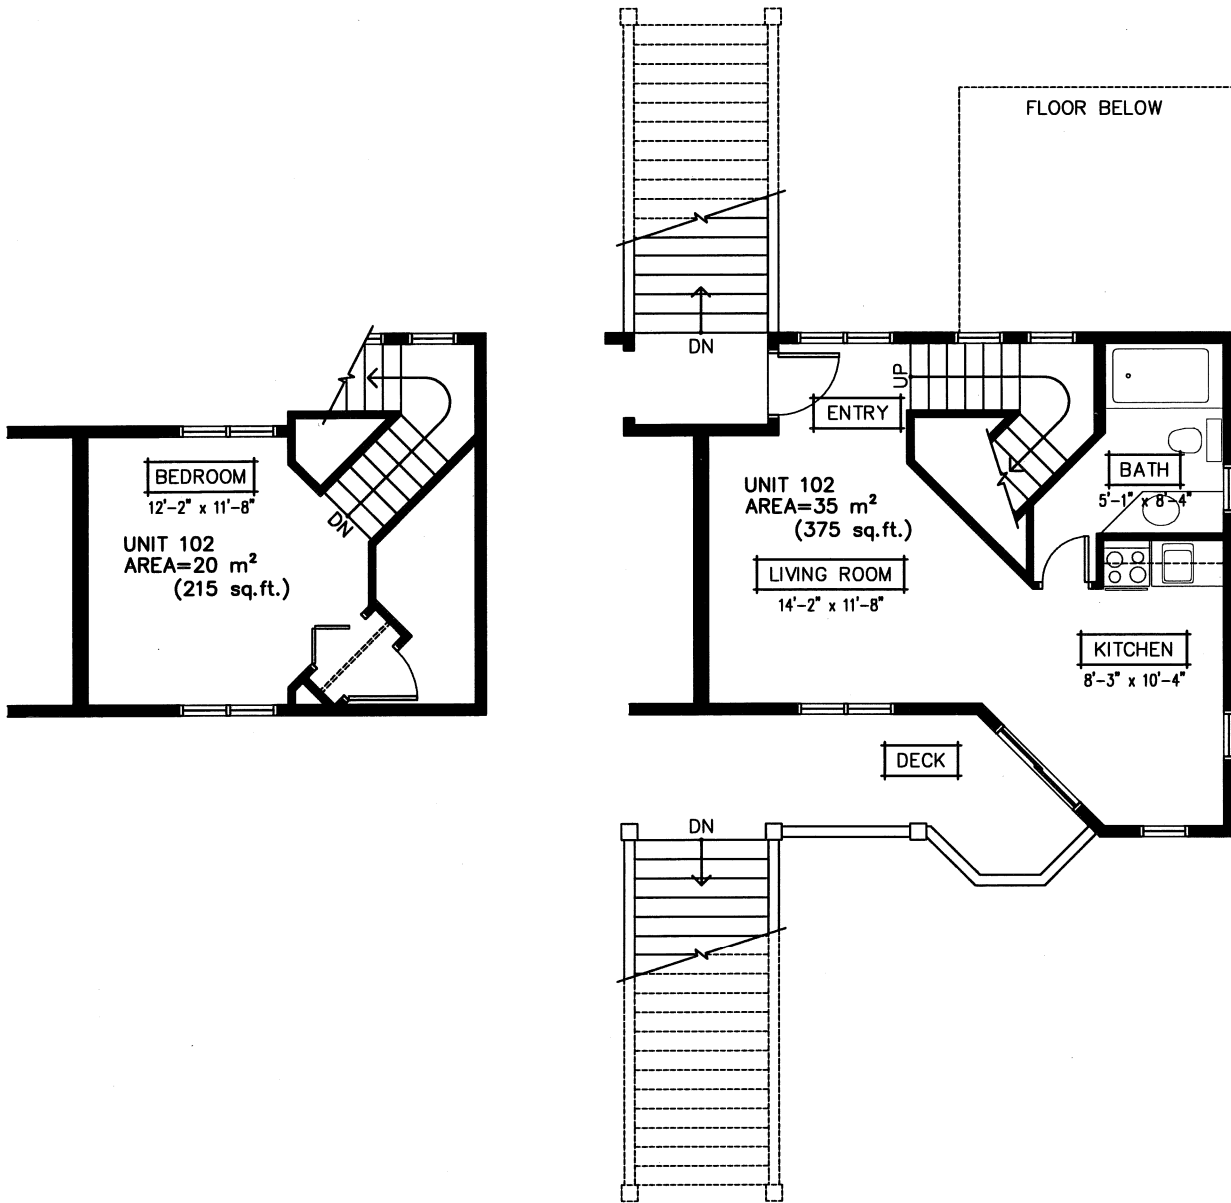 BEDROOM
12'-2" x 11'-8"
DN
UNIT 102
AREA=20 m²
(215 sq.ft.)
FLOOR BELOW
DN
UP
ENTRY
UNIT 102
AREA=35 m²
(375 sq.ft.)
BATH
5'-1" x 8'-4"
LIVING ROOM
14'-2" x 11'-8"
KITCHEN
8'-3" x 10'-4"
DECK
DN